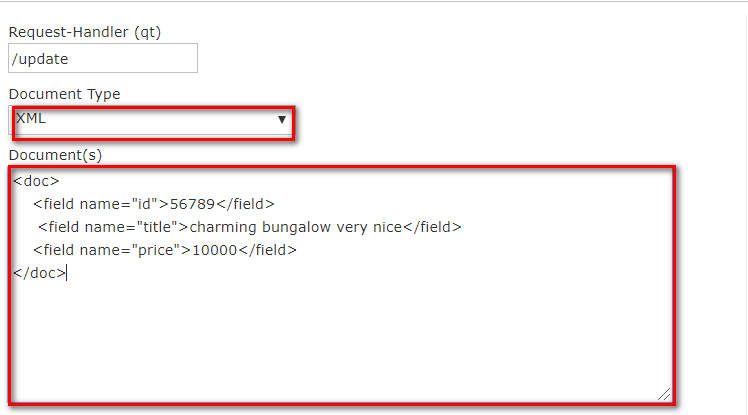 Request-Handler (qt)
/update
Document Type
XML
Document(s)
<doc>
    <field name="id">56789</field>
     <field name="title">charming bungalow very nice</field>
    <field name="price">10000</field>
</doc>